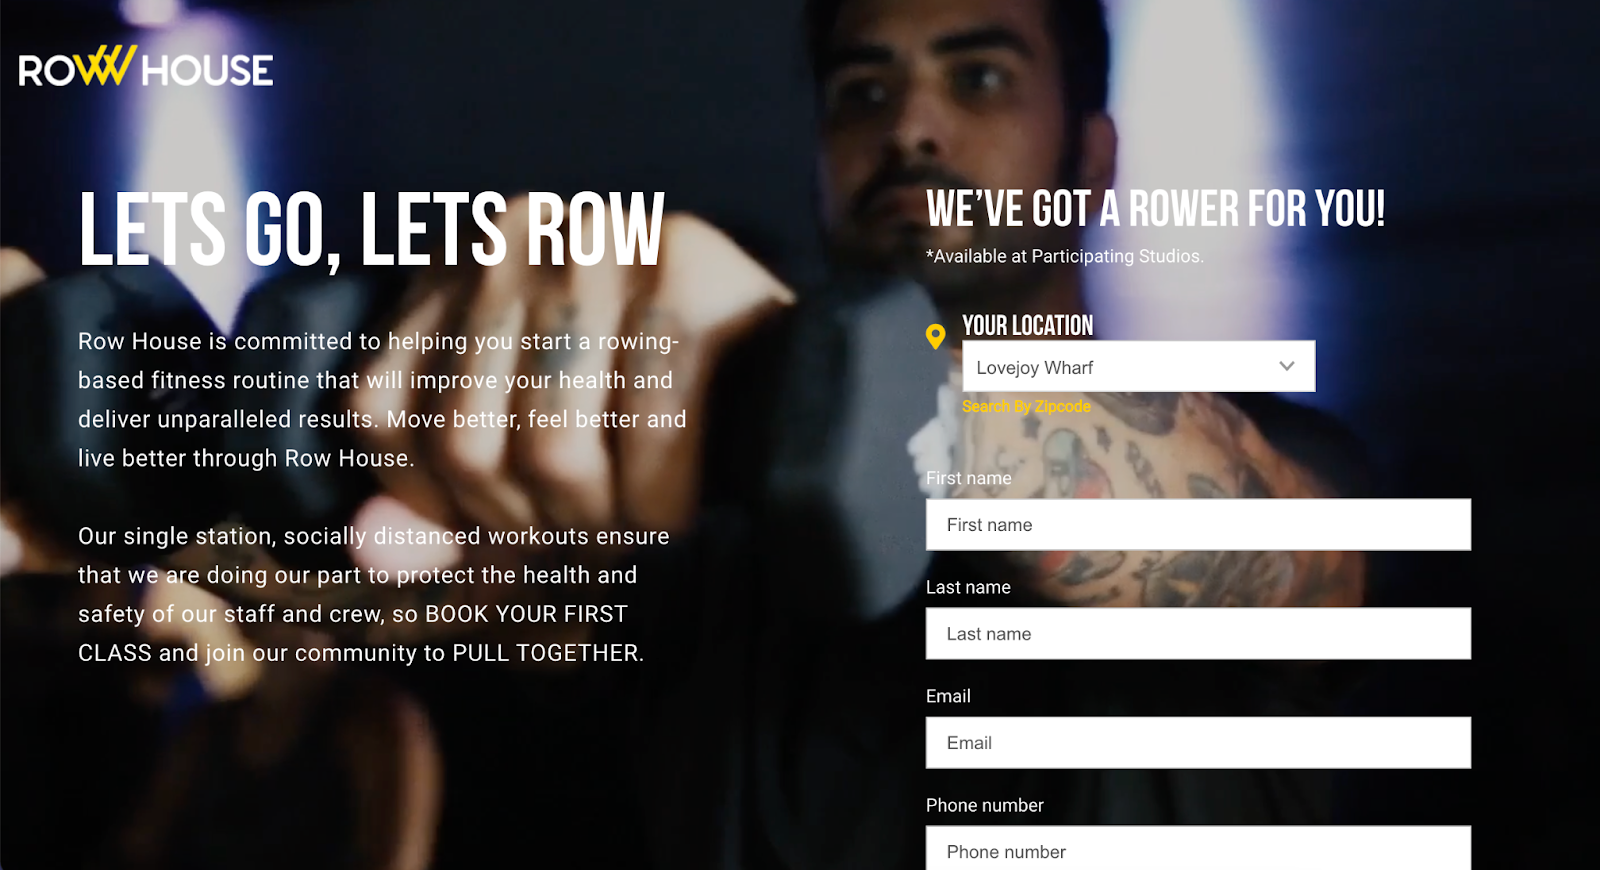 ROW HOUSE
LETS GO, LETS ROW
Row House is committed to helping you start a rowing-
based fitness routine that will improve your health and
deliver unparalleled results. Move better, feel better and
live better through Row House.
Our single station, socially distanced workouts ensure
that we are doing our part to protect the health and
safety of our staff and crew, so BOOK YOUR FIRST
CLASS and join our community to PULL TOGETHER.
WE’VE GOT A ROWER FOR YOU!
*Available at Participating Studios.
YOUR LOCATION
Lovejoy Wharf
Search By Zipcode
First name
First name
Last name
Last name
Email
Email
Phone number
Phone number